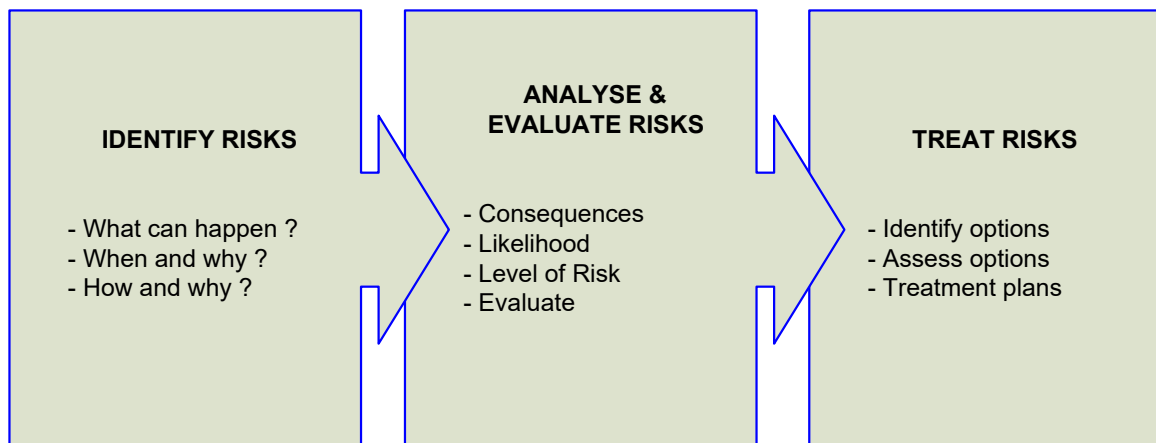 IDENTIFY RISKS
- What can happen ?
- When and why ?
- How and why ?
ANALYSE &
EVALUATE RISKS
- Consequences
- Likelihood
- Level of Risk
- Evaluate
TREAT RISKS
- Identify options
- Assess options
- Treatment plans